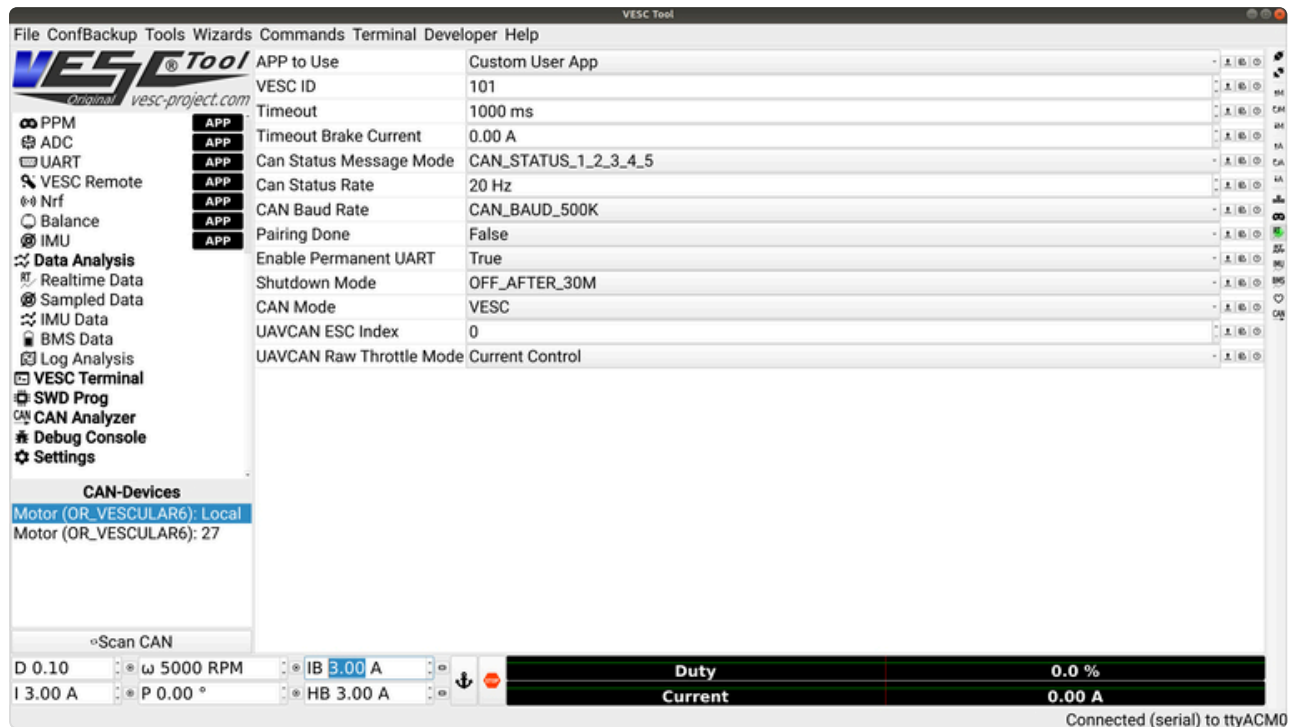 VESC Tool
File ConfBackup Tools Wizards Commands Terminal Developer Help
VESC® Tool
Original vesc-project.com
PPM APP
ADC APP
UART APP
VESC Remote APP
Nrf APP
Balance APP
IMU APP
Data Analysis
RT Realtime Data
Sampled Data
IMU Data
BMS Data
Log Analysis
VESC Terminal
SWD Prog
CAN CAN Analyzer
Debug Console
Settings
CAN-Devices
Motor (OR_VESCULAR6): Local
Motor (OR_VESCULAR6): 27
Scan CAN
APP to Use Custom User App
VESC ID 101
Timeout 1000 ms
Timeout Brake Current 0.00 A
Can Status Message Mode CAN_STATUS_1_2_3_4_5
Can Status Rate 20 Hz
CAN Baud Rate CAN_BAUD_500K
Pairing Done False
Enable Permanent UART True
Shutdown Mode OFF_AFTER_30M
CAN Mode VESC
UAVCAN ESC Index 0
UAVCAN Raw Throttle Mode Current Control
D 0.10 ω 5000 RPM IB 3.00 A
I 3.00 A P 0.00 ° HB 3.00 A
Duty 0.0 %
Current 0.00 A
Connected (serial) to ttyACM0